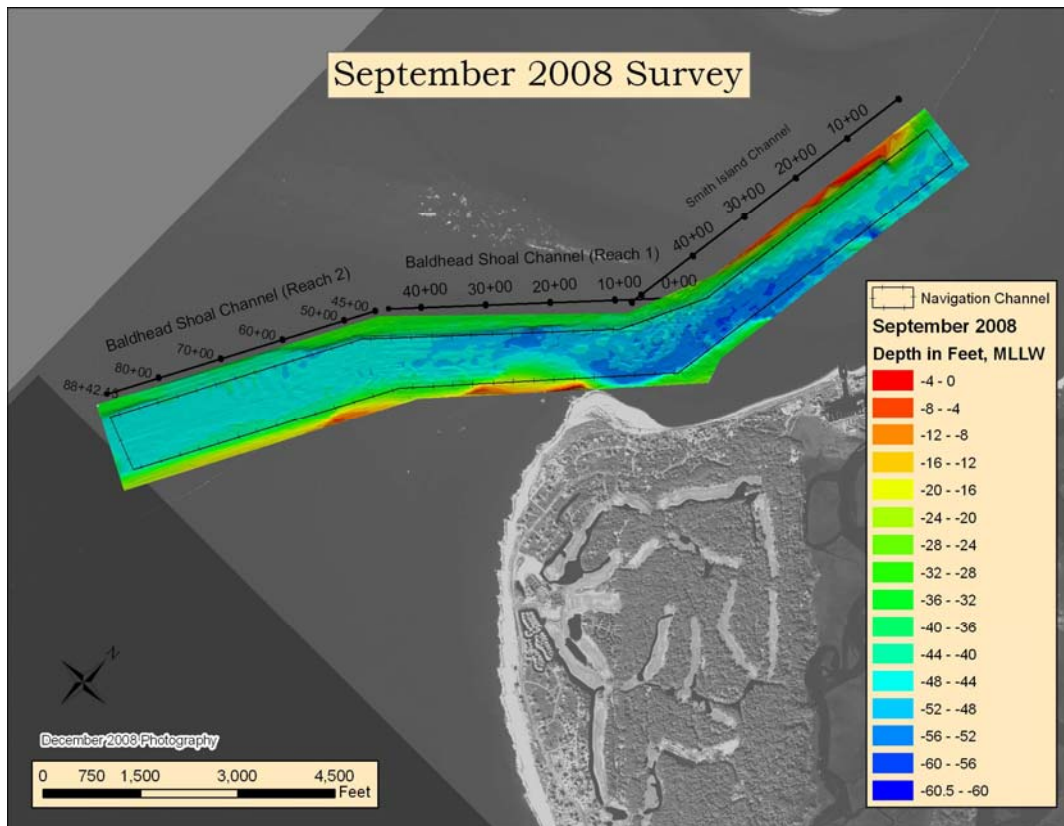 September 2008 Survey
Smith Island Channel
10+00
20+00
30+00
40+00
Baldhead Shoal Channel (Reach 1)
0+00
10+00
20+00
30+00
40+00
Baldhead Shoal Channel (Reach 2)
45+00
50+00
60+00
70+00
80+00
Navigation Channel
September 2008
Depth in Feet, MLLW
-4 - 0
-8 - -4
-12 - -8
-16 - -12
-20 - -16
-24 - -20
-28 - -24
-32 - -28
-36 - -32
-40 - -36
-44 - -40
-48 - -44
-52 - -48
-56 - -52
-60 - -56
-60.5 - -60
N
December 2008 Photography
0 750 1,500 3,000 4,500
Feet